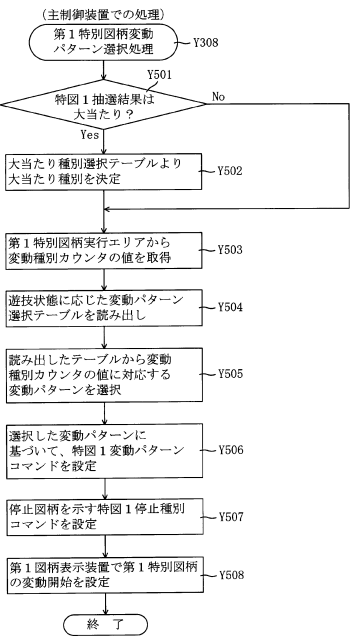 （主制御装置での処理）
第１特別図柄変動
パターン選択処理
Y308
Y501
特図１抽選結果は
大当たり？
No
Yes
大当たり種別選択テーブルより
大当たり種別を決定
Y502
第１特別図柄実行エリアから
変動種別カウンタの値を取得
Y503
遊技状態に応じた変動パターン
選択テーブルを読み出し
Y504
読み出したテーブルから変動
種別カウンタの値に対応する
変動パターンを選択
Y505
選択した変動パターンに
基づいて、特図１変動パターン
コマンドを設定
Y506
停止図柄を示す特図１停止種別
コマンドを設定
Y507
第１図柄表示装置で第１特別図柄
の変動開始を設定
Y508
終　了